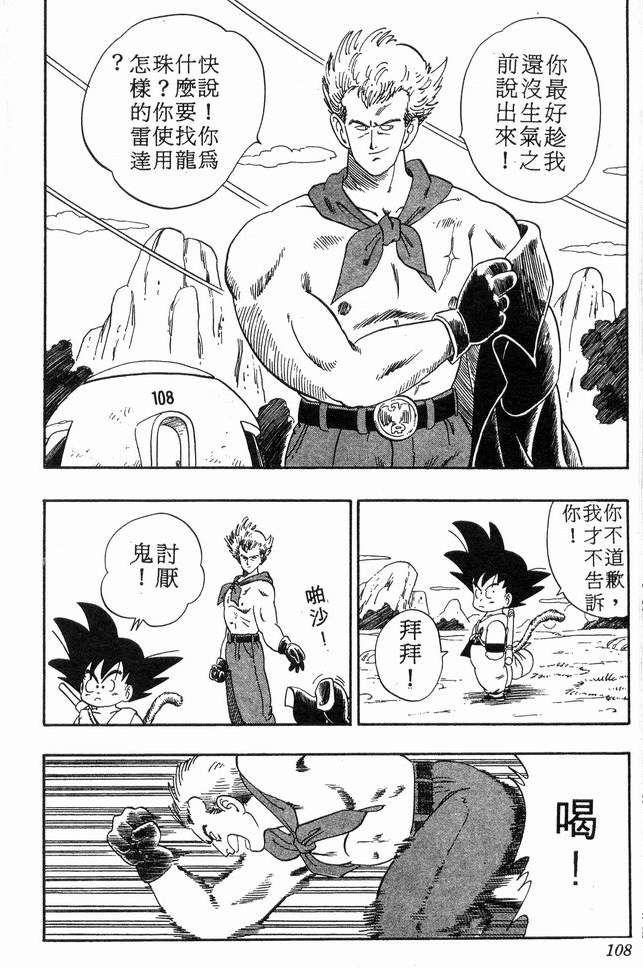 你最好趁我
還沒生氣之
前說出來！
快說！你爲
什麼要找龍
珠？你使用
怎樣的雷達
？
108
你不道歉，
我才不告訴
你！
拜拜！
啪沙！
討厭
鬼！
喝！
108